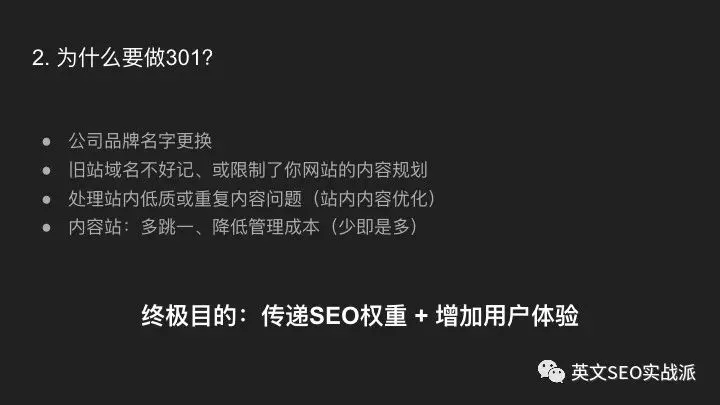 2. 为什么要做301?
● 公司品牌名字更换
● 旧站域名不好记、或限制了你网站的内容规划
● 处理站内低质或重复内容问题（站内内容优化）
● 内容站：多跳一、降低管理成本（少即是多）
终极目的：传递SEO权重 + 增加用户体验
英文SEO实战派